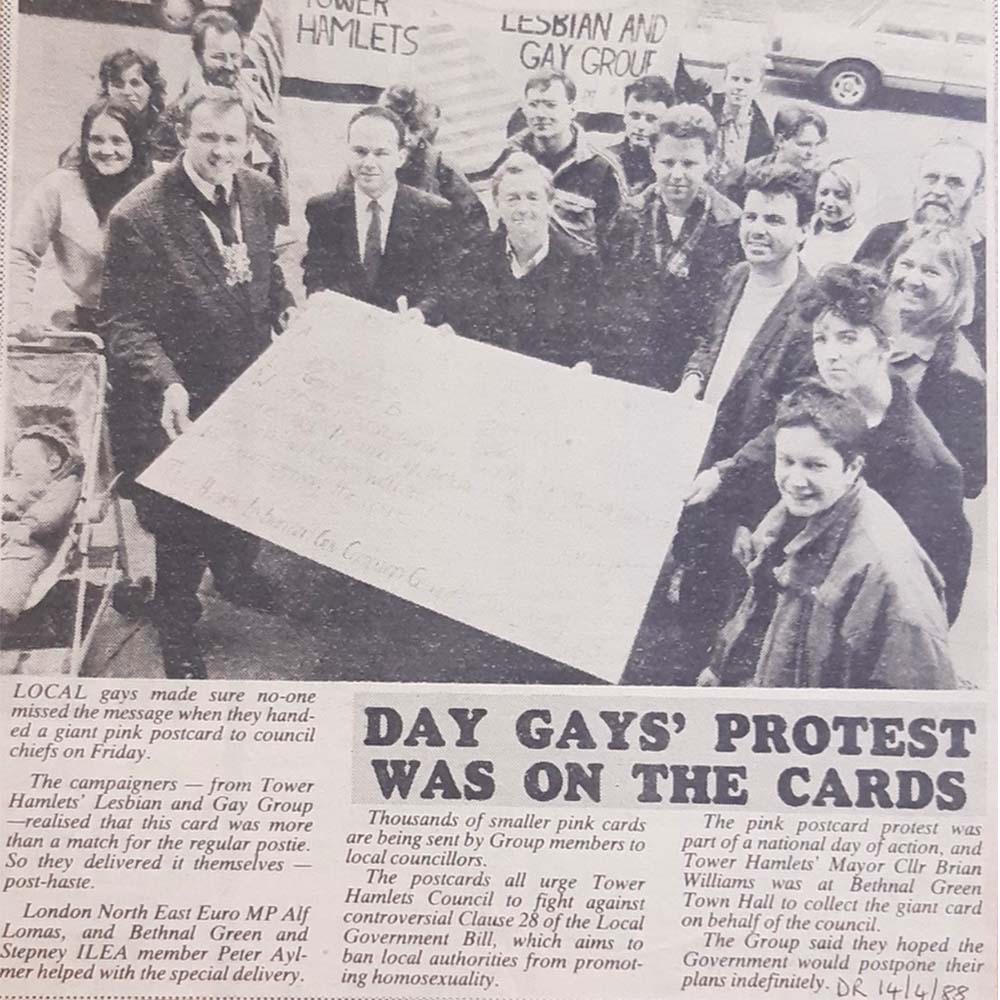 TOWER
HAMLETS
LESBIAN AND
GAY GROUP
DAY GAYS' PROTEST
WAS ON THE CARDS
LOCAL gays made sure no-one
missed the message when they hand-
ed a giant pink postcard to council
chiefs on Friday.
The campaigners — from Tower
Hamlets' Lesbian and Gay Group
—realised that this card was more
than a match for the regular postie.
So they delivered it themselves —
post-haste.
London North East Euro MP Alf
Lomas, and Bethnal Green and
Stepney ILEA member Peter Ayl-
mer helped with the special delivery.
Thousands of smaller pink cards
are being sent by Group members to
local councillors.
The postcards all urge Tower
Hamlets Council to fight against
controversial Clause 28 of the Local
Government Bill, which aims to
ban local authorities from promot-
ing homosexuality.
The pink postcard protest was
part of a national day of action, and
Tower Hamlets' Mayor Cllr Brian
Williams was at Bethnal Green
Town Hall to collect the giant card
on behalf of the council.
The Group said they hoped the
Government would postpone their
plans indefinitely. DR 14/4/88